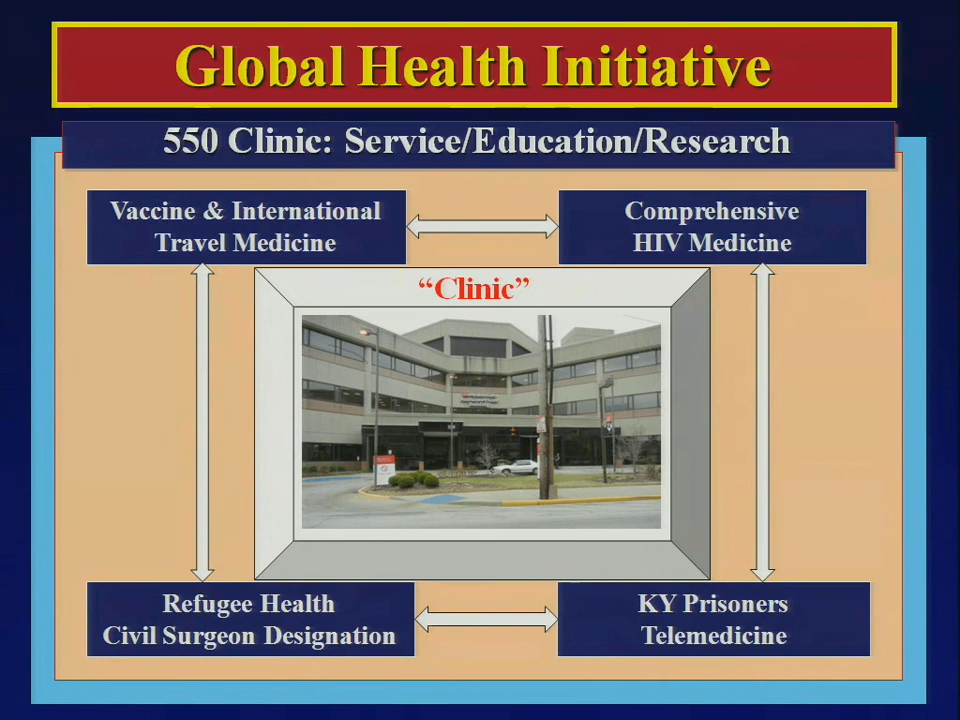 Global Health Initiative
550 Clinic: Service/Education/Research
Vaccine & International
Travel Medicine
Comprehensive
HIV Medicine
“Clinic”
Refugee Health
Civil Surgeon Designation
KY Prisoners
Telemedicine